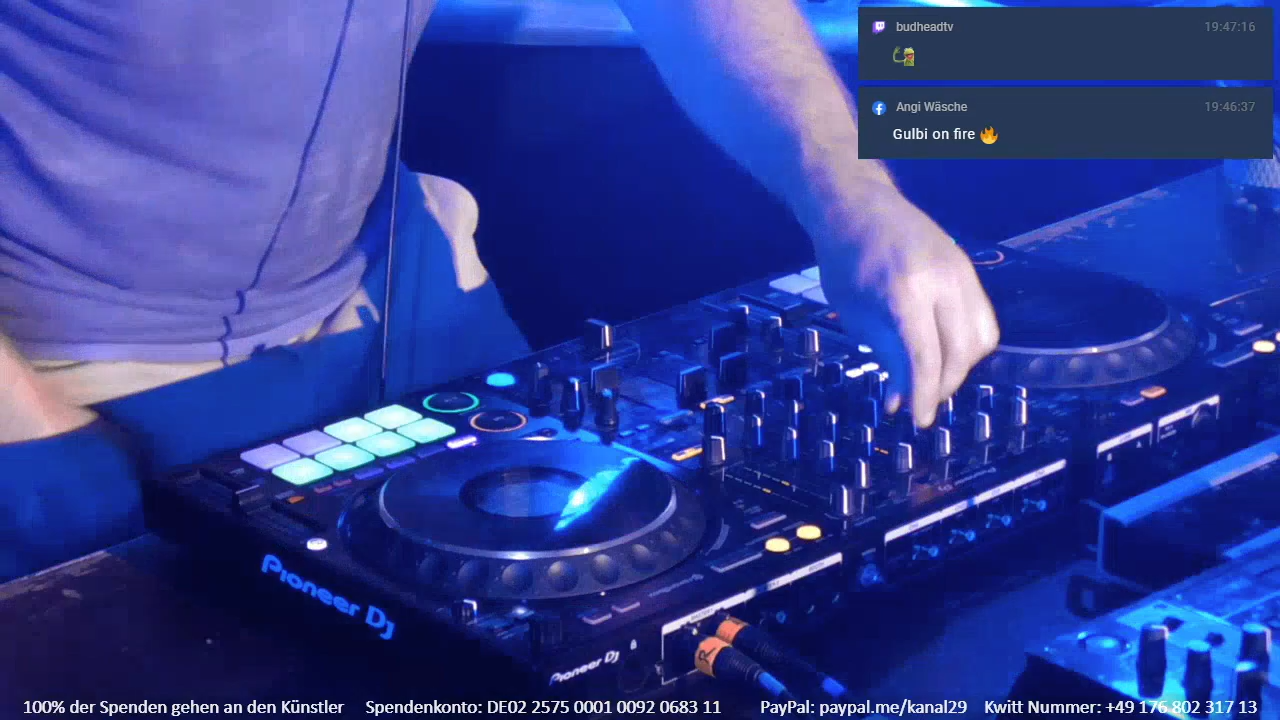 budheadtv 19:47:16
Angi Wäsche 19:46:37
Gulbi on fire 🔥
Pioneer Dj
Pioneer Dj
R
100% der Spenden gehen an den Künstler Spendenkonto: DE02 2575 0001 0092 0683 11 PayPal: paypal.me/kanal29 Kwitt Nummer: +49 176 802 317 13